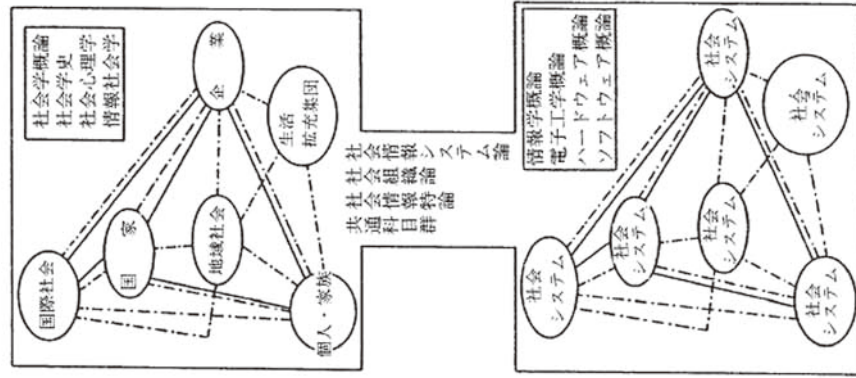 社会学概論
社会学史
社会心理学
情報社会学
国際社会
国家
企業
地域社会
生活
拡充集団
個人・家族
社会情報システム論
社会組織論
社会情報特論
共通科目群
情報学概論
電子工学概論
ハードウェア概論
ソフトウェア概論
社会
システム
社会
システム
社会
システム
社会
システム
社会
システム
社会
システム